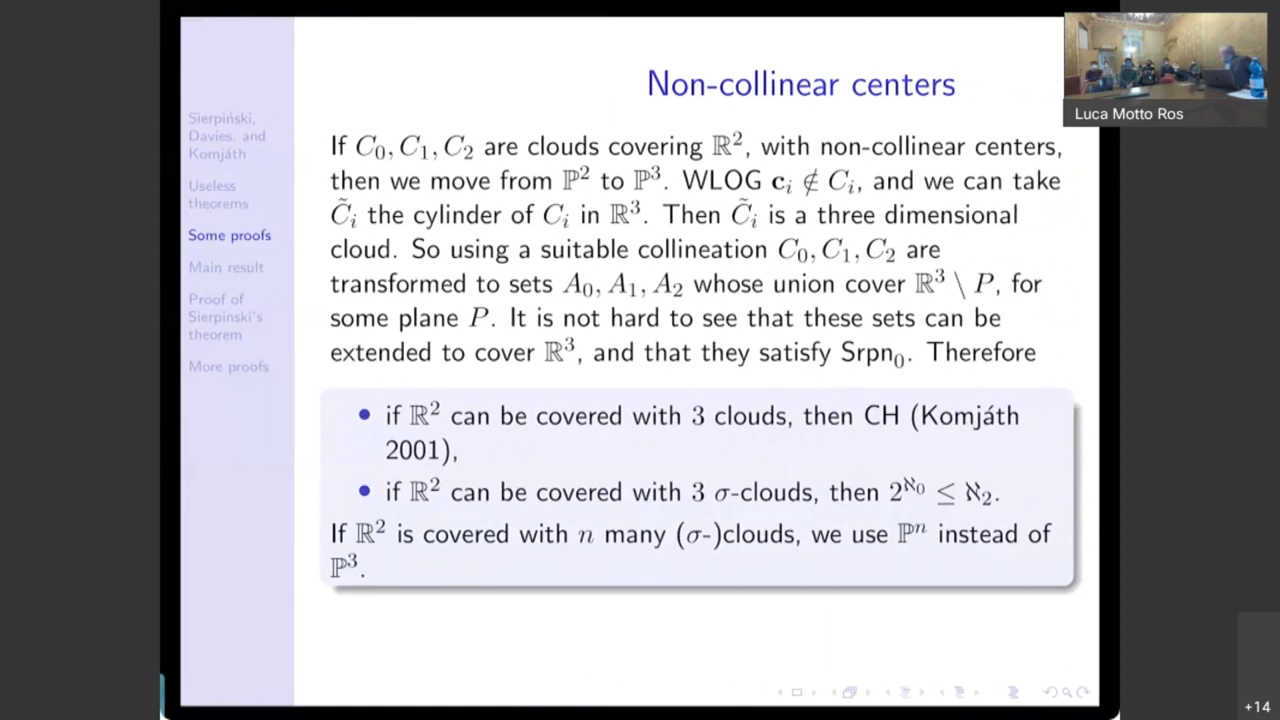 Non-collinear centers
Luca Motto Ros
Sierpiński,
Davies, and
Komjáth
Useless
theorems
Some proofs
Main result
Proof of
Sierpinski's
theorem
More proofs
If C₀, C₁, C₂ are clouds covering ℝ², with non-collinear centers,
then we move from ℙ² to ℙ³. WLOG 𝐜ᵢ ∉ Cᵢ, and we can take
C̃ᵢ the cylinder of Cᵢ in ℝ³. Then C̃ᵢ is a three dimensional
cloud. So using a suitable collineation C₀, C₁, C₂ are
transformed to sets A₀, A₁, A₂ whose union cover ℝ³ \ P, for
some plane P. It is not hard to see that these sets can be
extended to cover ℝ³, and that they satisfy Srpn₀. Therefore
• if ℝ² can be covered with 3 clouds, then CH (Komjáth
2001),
• if ℝ² can be covered with 3 σ-clouds, then 2^ℵ₀ ≤ ℵ₂.
If ℝ² is covered with n many (σ-)clouds, we use ℙⁿ instead of
ℙ³.
+14